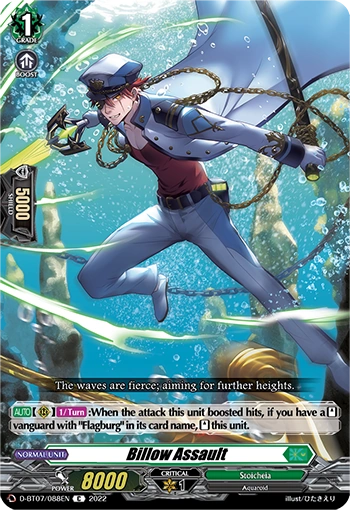 1
GRADE
BOOST
5000
SHIELD
The waves are fierce; aiming for further heights.
AUTO 1/Turn :When the attack this unit boosted hits, if you have a
vanguard with "Flagburg" in its card name, this unit.
NORMAL UNIT Billow Assault
POWER 8000 CRITICAL 1 Stoicheia
Aquaroid
D-BT07/088EN C 2022 illust/ひたきえり